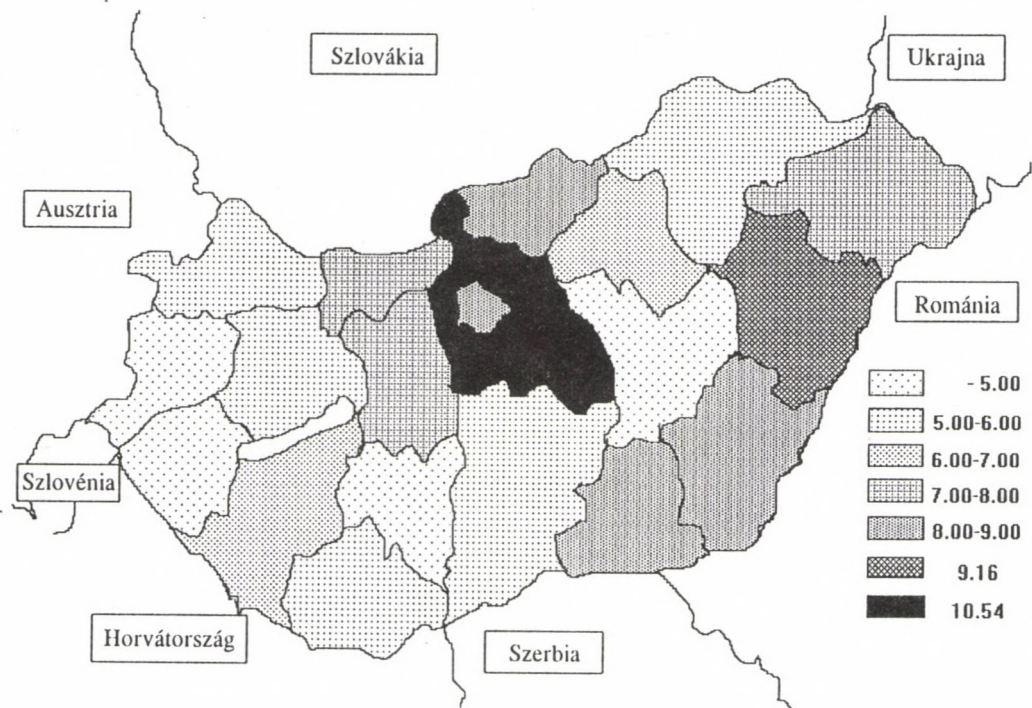 Szlovákia
Ukrajna
Ausztria
Románia
- 5.00
5.00-6.00
6.00-7.00
7.00-8.00
8.00-9.00
9.16
10.54
Szlovénia
Horvátország
Szerbia